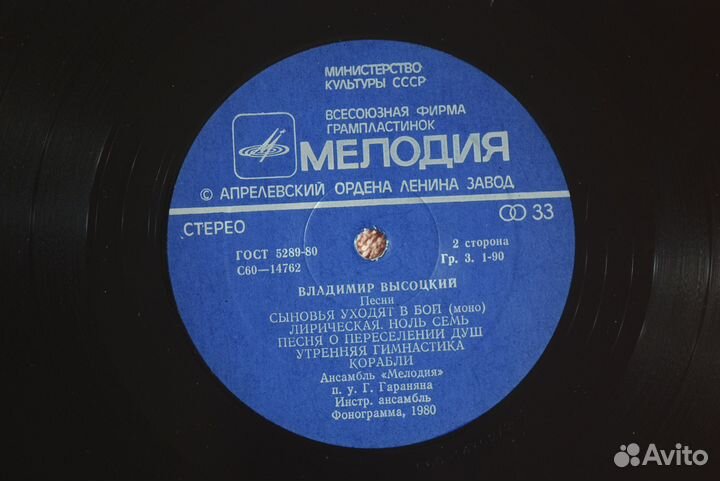 МИНИСТЕРСТВО
КУЛЬТУРЫ СССР
ВСЕСОЮЗНАЯ ФИРМА
ГРАМПЛАСТИНОК
МЕЛОДИЯ
© АПРЕЛЕВСКИЙ ОРДЕНА ЛЕНИНА ЗАВОД
СТЕРЕО
33
ГОСТ 5289-80
С60—14762
2 сторона
Гр. 3. 1-90
ВЛАДИМИР ВЫСОЦКИЙ
Песни
СЫНОВЬЯ УХОДЯТ В БОЙ (моно)
ЛИРИЧЕСКАЯ. НОЛЬ СЕМЬ
ПЕСНЯ О ПЕРЕСЕЛЕНИИ ДУШ
УТРЕННЯЯ ГИМНАСТИКА
КОРАБЛИ
Ансамбль «Мелодия»
п. у. Г. Гараняна
Инстр. ансамбль
Фонограмма, 1980
Avito